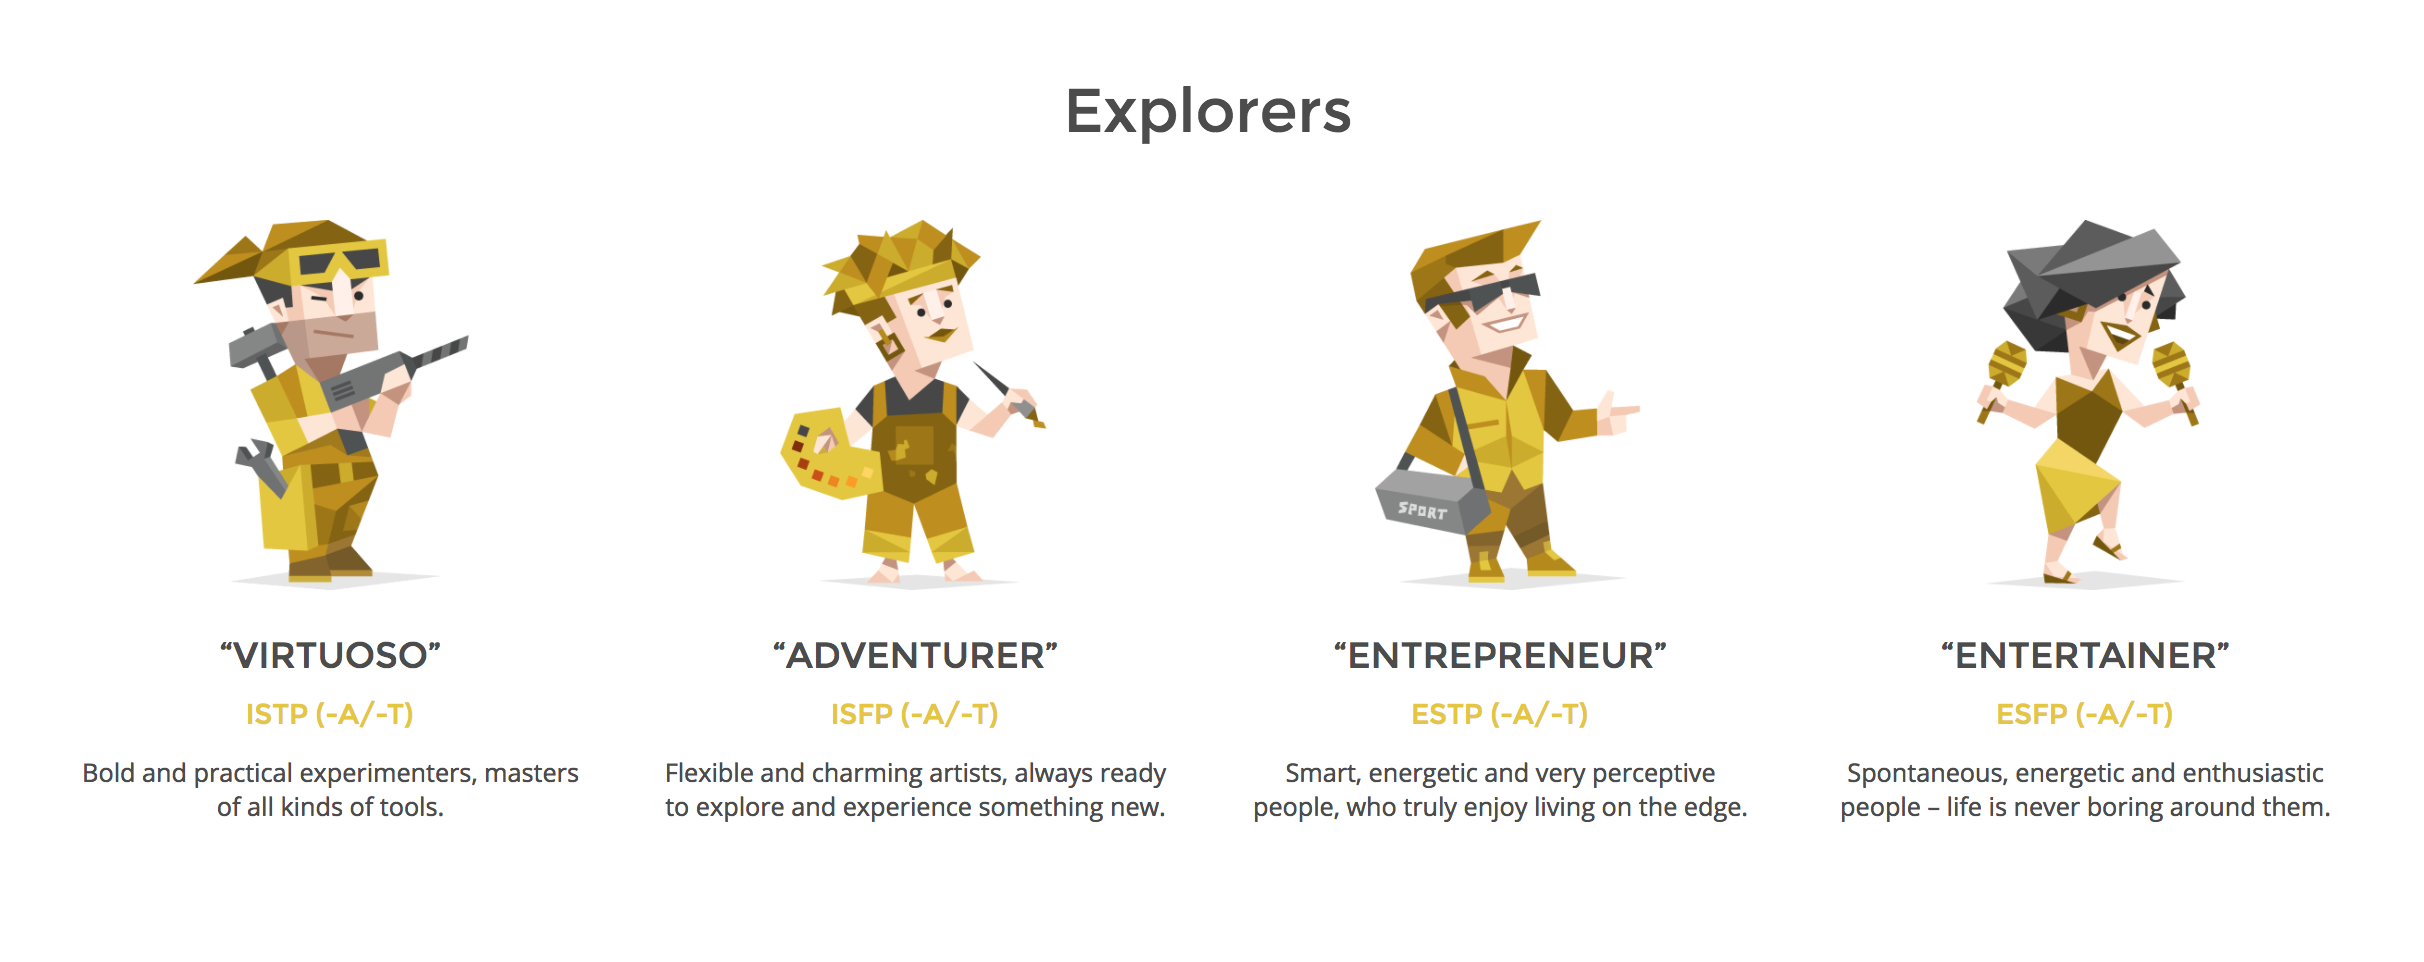 Explorers
SPORT
“VIRTUOSO”
ISTP (-A/-T)
Bold and practical experimenters, masters
of all kinds of tools.
“ADVENTURER”
ISFP (-A/-T)
Flexible and charming artists, always ready
to explore and experience something new.
“ENTREPRENEUR”
ESTP (-A/-T)
Smart, energetic and very perceptive
people, who truly enjoy living on the edge.
“ENTERTAINER”
ESFP (-A/-T)
Spontaneous, energetic and enthusiastic
people – life is never boring around them.